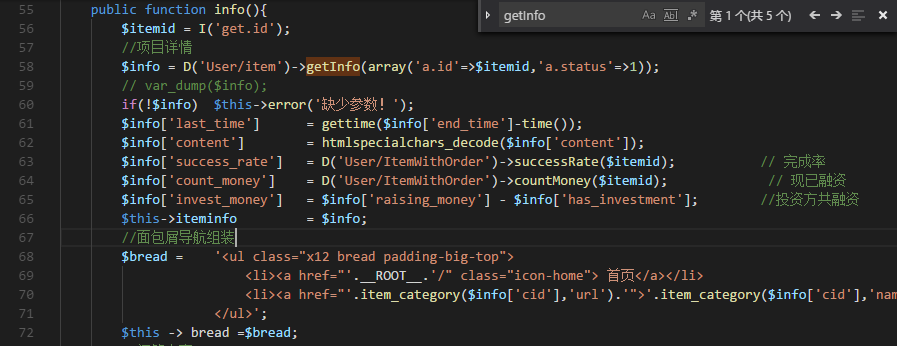 getInfo Aa Abl .* 第 1 个(共 5 个)
55 public function info(){
56 $itemid = I('get.id');
57 //项目详情
58 $info = D('User/item')->getInfo(array('a.id'=>$itemid,'a.status'=>1));
59 // var_dump($info);
60 if(!$info) $this->error('缺少参数! ');
61 $info['last_time'] = gettime($info['end_time']-time());
62 $info['content'] = htmlspecialchars_decode($info['content']);
63 $info['success_rate'] = D('User/ItemWithOrder')->successRate($itemid); // 完成率
64 $info['count_money'] = D('User/ItemWithOrder')->countMoney($itemid); // 现已融资
65 $info['invest_money'] = $info['raising_money'] - $info['has_investment']; //投资方共融资
66 $this->iteminfo = $info;
67 //面包屑导航组装
68 $bread = '<ul class="x12 bread padding-big-top">
69 <li><a href="'.__ROOT__.'/" class="icon-home"> 首页</a></li>
70 <li><a href="'.item_category($info['cid'],'url').'">'.item_category($info['cid'],'nam
71 </ul>';
72 $this -> bread =$bread;